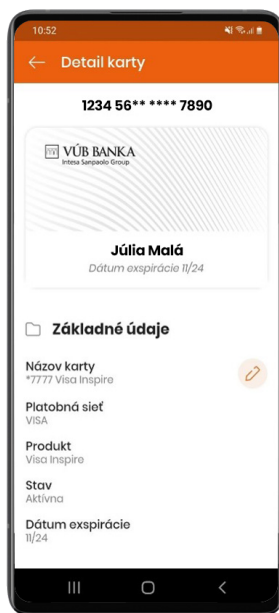 10:52
Detail karty
1234 56** **** 7890
VÚB BANKA
Intesa Sanpaolo Group
Júlia Malá
Dátum exspirácie 11/24
Základné údaje
Názov karty
*7777 Visa Inspire
Platobná sieť
VISA
Produkt
Visa Inspire
Stav
Aktívna
Dátum exspirácie
11/24